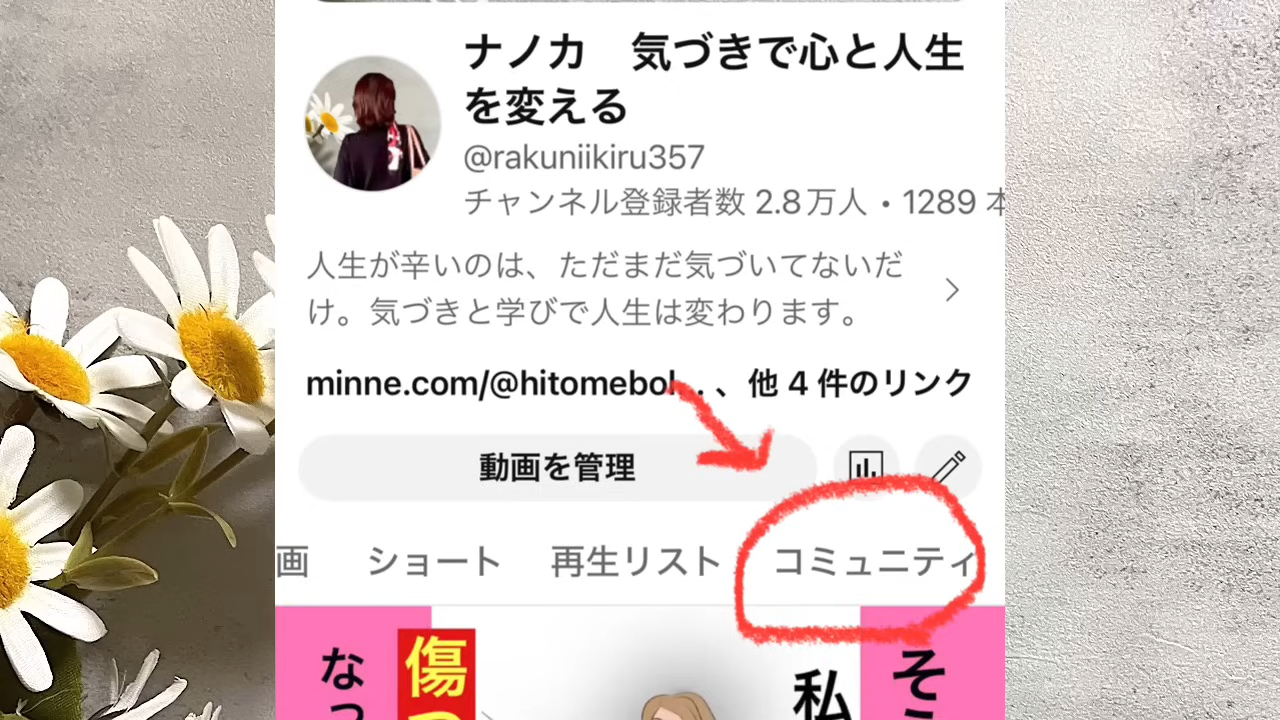 ナノカ　気づきで心と人生
を変える
@rakuniikiru357
チャンネル登録者数 2.8万人・1289
人生が辛いのは、ただまだ気づいてないだ
け。気づきと学びで人生は変わります。
minne.com/@hitomebol... 、他 4 件のリンク
動画を管理
画 ショート 再生リスト コミュニティ
なっ
傷つ
私
そ